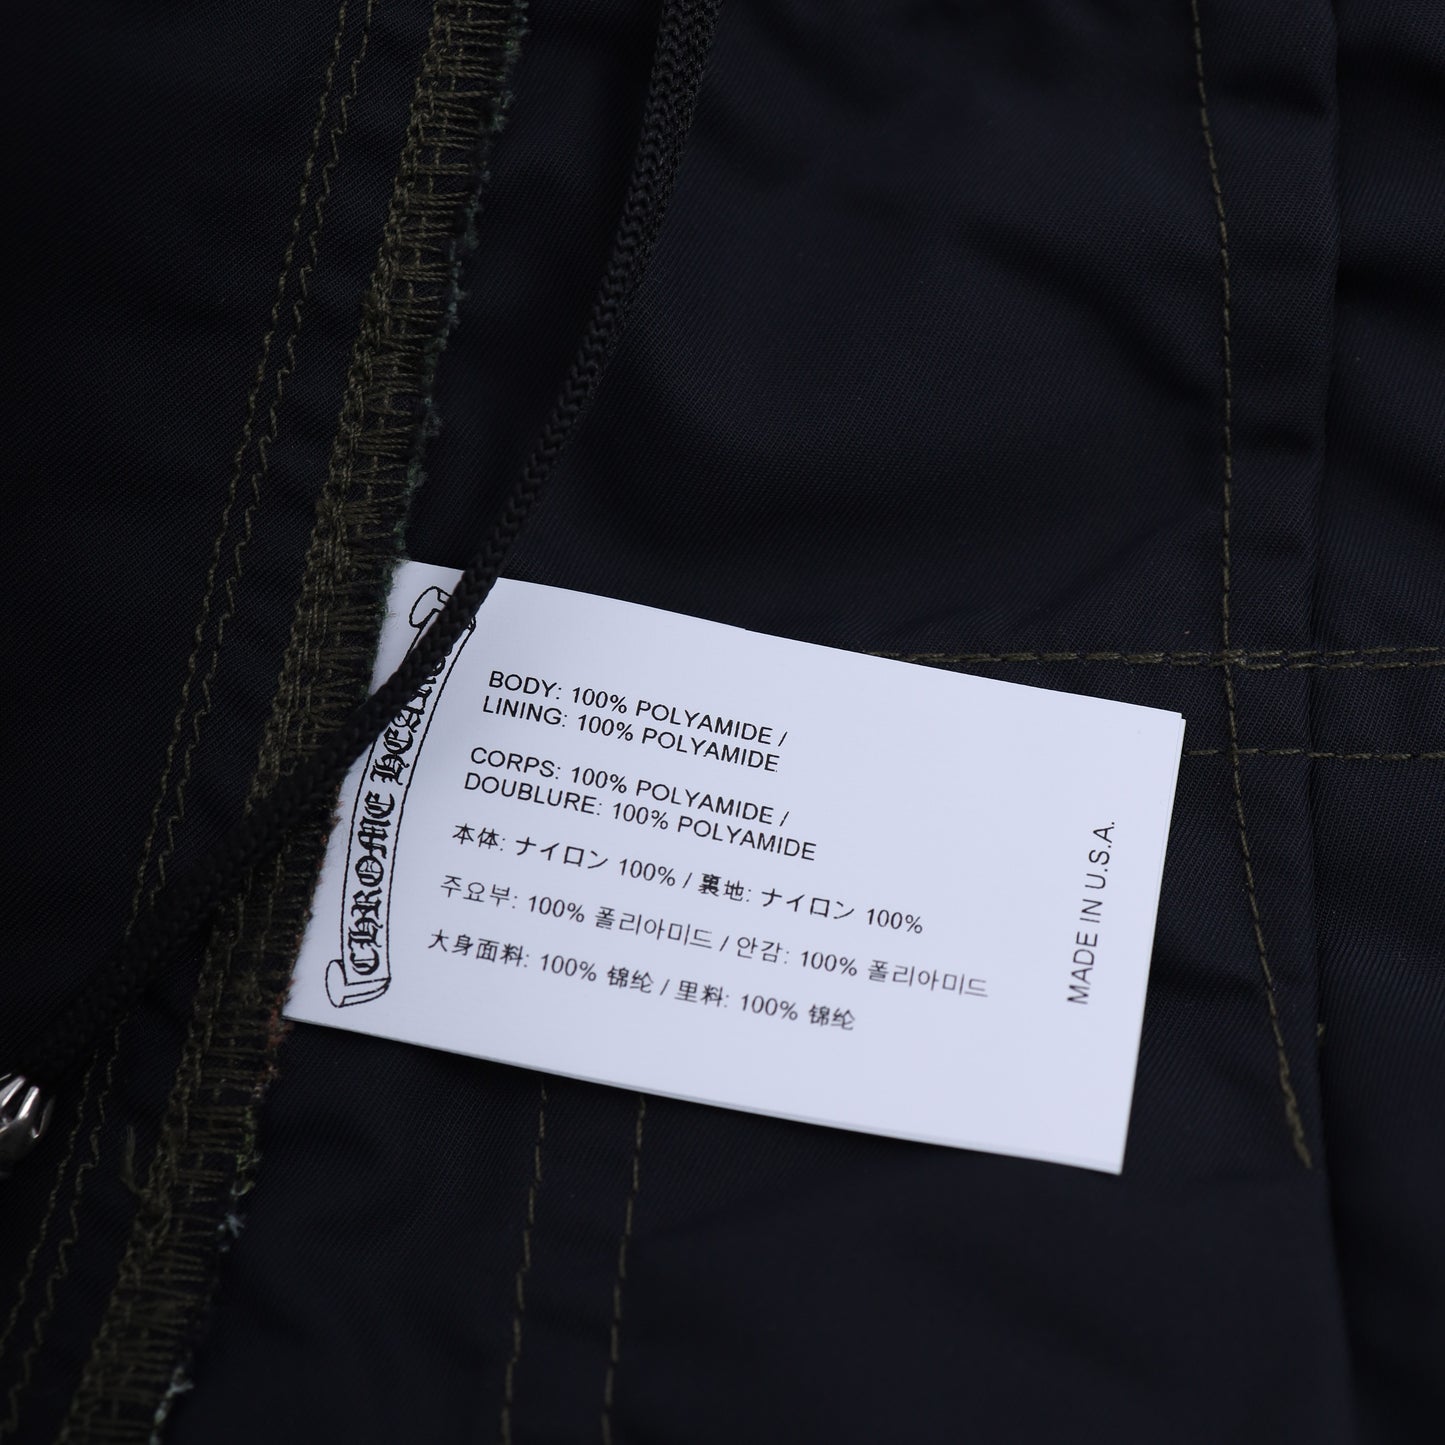 CHROME HEARTS
BODY: 100% POLYAMIDE /
LINING: 100% POLYAMIDE
CORPS: 100% POLYAMIDE /
DOUBLURE: 100% POLYAMIDE
本体: ナイロン 100% / 裏地: ナイロン 100%
주요부: 100% 폴리아미드 / 안감: 100% 폴리아미드
大身面料: 100% 锦纶 / 里料: 100% 锦纶
MADE IN U.S.A.